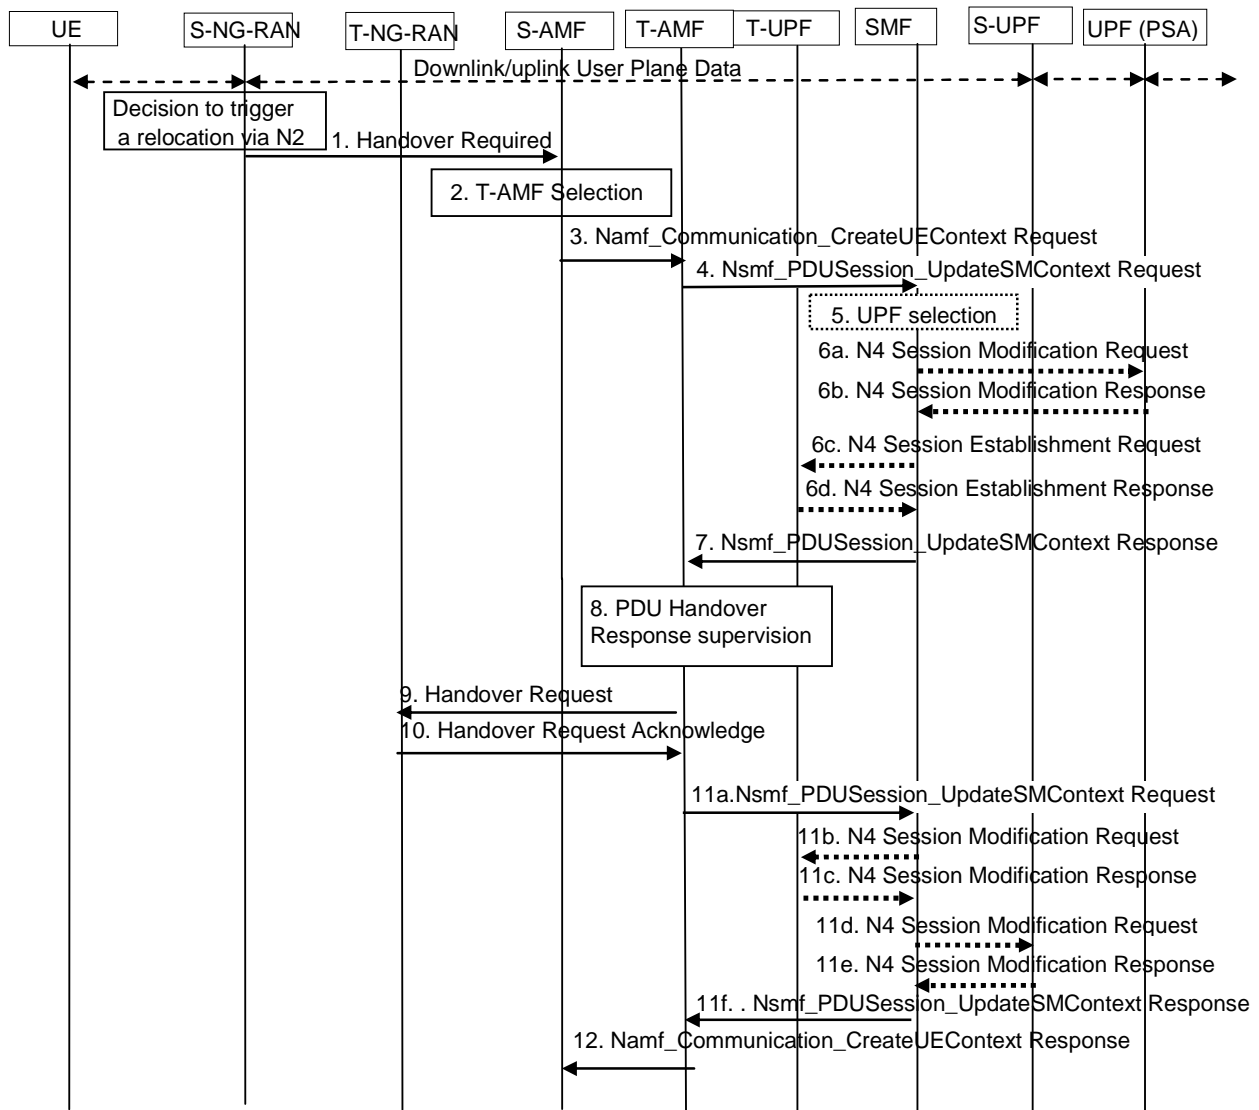 UE
S-NG-RAN
T-NG-RAN
S-AMF
T-AMF
T-UPF
SMF
S-UPF
UPF (PSA)
Downlink/uplink User Plane Data
Decision to trigger
a relocation via N2
1. Handover Required
2. T-AMF Selection
3. Namf_Communication_CreateUEContext Request
4. Nsmf_PDUSession_UpdateSMContext Request
5. UPF selection
6a. N4 Session Modification Request
6b. N4 Session Modification Response
6c. N4 Session Establishment Request
6d. N4 Session Establishment Response
7. Nsmf_PDUSession_UpdateSMContext Response
8. PDU Handover
Response supervision
9. Handover Request
10. Handover Request Acknowledge
11a.Nsmf_PDUSession_UpdateSMContext Request
11b. N4 Session Modification Request
11c. N4 Session Modification Response
11d. N4 Session Modification Request
11e. N4 Session Modification Response
11f. . Nsmf_PDUSession_UpdateSMContext Response
12. Namf_Communication_CreateUEContext Response